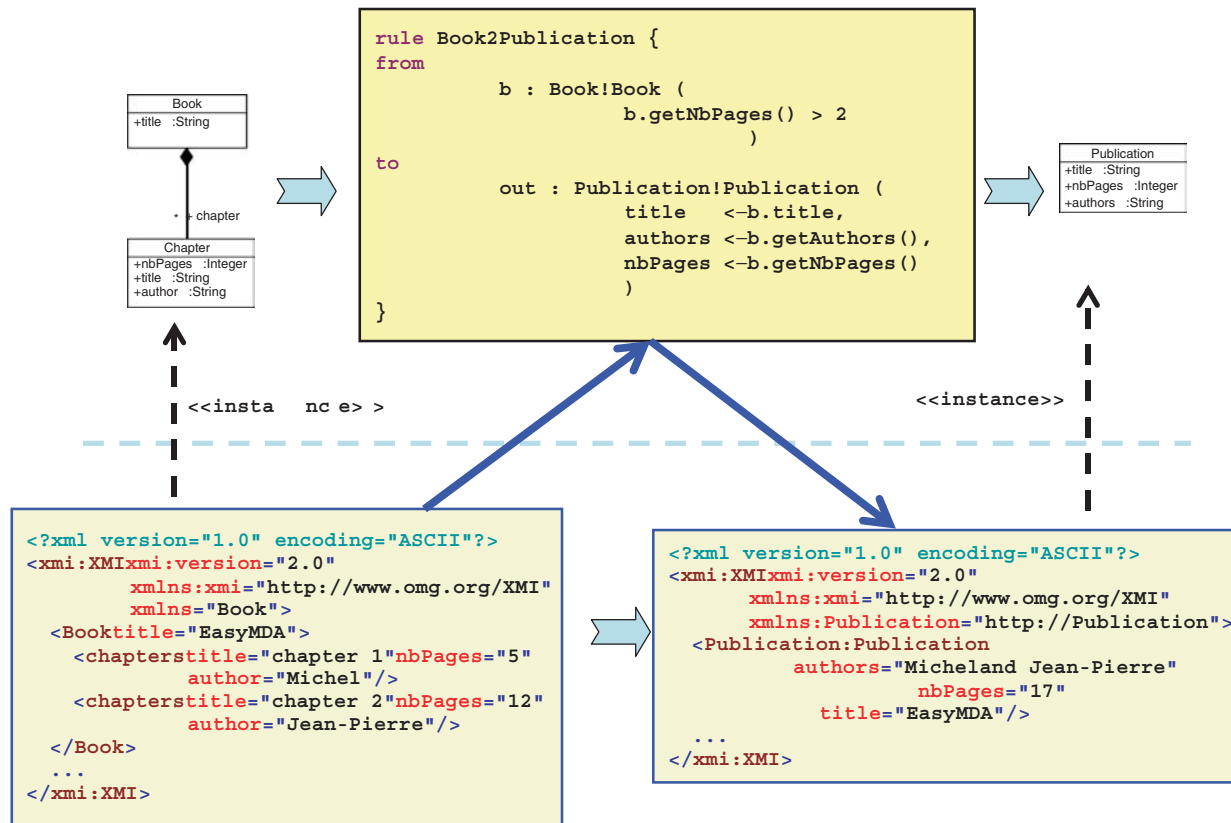 Book
+title :String
* + chapter
Chapter
+nbPages :Integer
+title :String
+author :String
rule Book2Publication {
from
b : Book!Book (
b.getNbPages() > 2
)
to
out : Publication!Publication (
title <–b.title,
authors <–b.getAuthors(),
nbPages <–b.getNbPages()
)
}
Publication
+title :String
+nbPages :Integer
+authors :String
<<insta nc e> >
<<instance>>
<?xml version="1.0" encoding="ASCII"?>
<xmi:XMIxmi:version="2.0"
xmlns:xmi="http://www.omg.org/XMI"
xmlns="Book">
<Booktitle="EasyMDA">
<chapterstitle="chapter 1"nbPages="5"
author="Michel"/>
<chapterstitle="chapter 2"nbPages="12"
author="Jean-Pierre"/>
</Book>
...
</xmi:XMI>
<?xml version="1.0" encoding="ASCII"?>
<xmi:XMIxmi:version="2.0"
xmlns:xmi="http://www.omg.org/XMI"
xmlns:Publication="http://Publication">
<Publication:Publication
authors="Micheland Jean-Pierre"
nbPages="17"
title="EasyMDA"/>
...
</xmi:XMI>